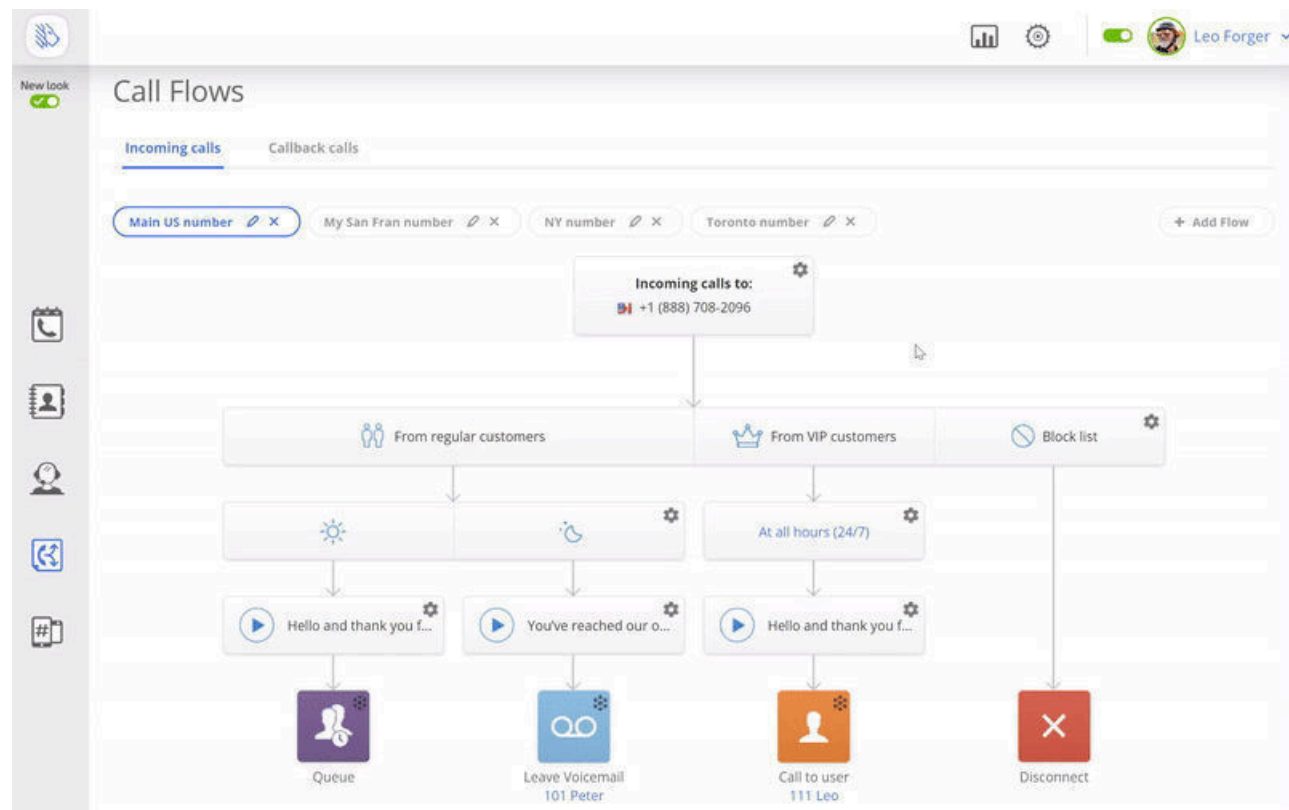 Leo Forger
New look
Call Flows
Incoming calls Callback calls
Main US number My San Fran number NY number Toronto number + Add Flow
Incoming calls to:
+1 (888) 708-2096
From regular customers From VIP customers Block list
At all hours (24/7)
Hello and thank you f... You've reached our o... Hello and thank you f...
Queue Leave Voicemail Call to user Disconnect
101 Peter 111 Leo